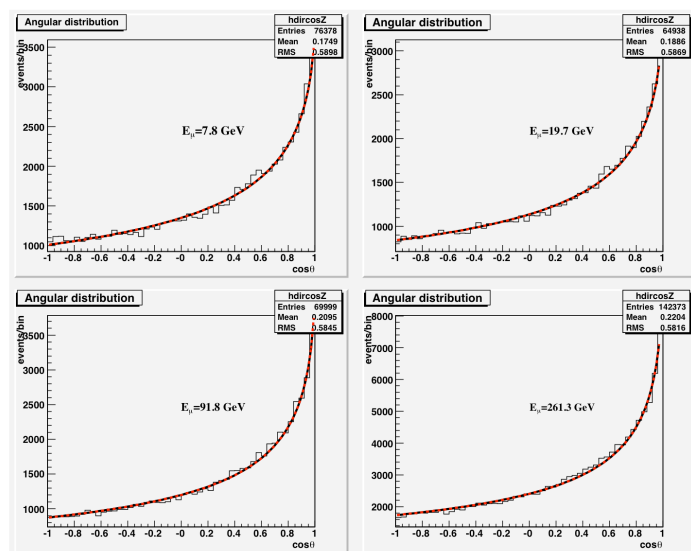 Angular distribution
hdircosZ
Entries 76378
Mean 0.1749
RMS 0.5898
events/bin
3500
3000
2500
2000
1500
1000
E_μ=7.8 GeV
-1 -0.8 -0.6 -0.4 -0.2 -0 0.2 0.4 0.6 0.8 1
cosθ
Angular distribution
hdircosZ
Entries 64938
Mean 0.1886
RMS 0.5869
events/bin
3000
2500
2000
1500
1000
E_μ=19.7 GeV
-1 -0.8 -0.6 -0.4 -0.2 -0 0.2 0.4 0.6 0.8 1
cosθ
Angular distribution
hdircosZ
Entries 69999
Mean 0.2095
RMS 0.5845
events/bin
3500
3000
2500
2000
1500
1000
E_μ=91.8 GeV
-1 -0.8 -0.6 -0.4 -0.2 -0 0.2 0.4 0.6 0.8 1
cosθ
Angular distribution
hdircosZ
Entries 142373
Mean 0.2204
RMS 0.5816
events/bin
8000
7000
6000
5000
4000
3000
2000
E_μ=261.3 GeV
-1 -0.8 -0.6 -0.4 -0.2 -0 0.2 0.4 0.6 0.8 1
cosθ